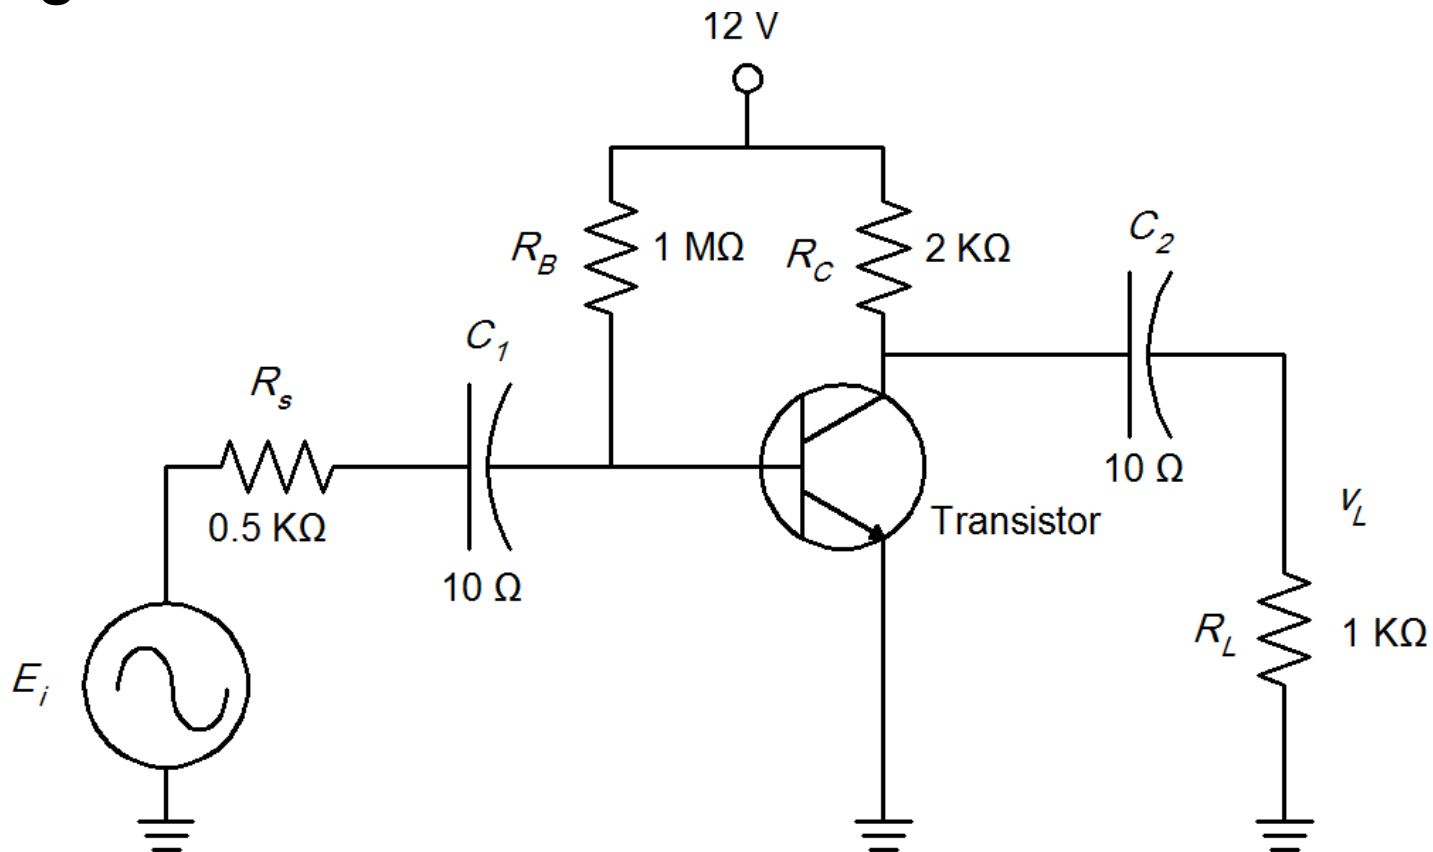 12 V
R_B
1 MΩ
R_C
2 KΩ
C_2
10 Ω
C_1
10 Ω
R_s
0.5 KΩ
Transistor
E_i
v_L
R_L
1 KΩ